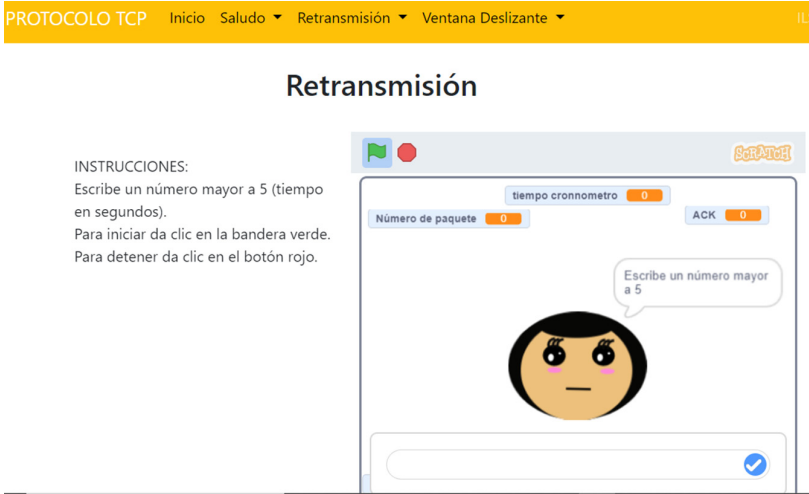 PROTOCOLO TCP Inicio Saludo Retransmisión Ventana Deslizante
Retransmisión
INSTRUCCIONES:
Escribe un número mayor a 5 (tiempo
en segundos).
Para iniciar da clic en la bandera verde.
Para detener da clic en el botón rojo.
SCRATCH
tiempo cronnometro 0
Número de paquete 0
ACK 0
Escribe un número mayor
a 5